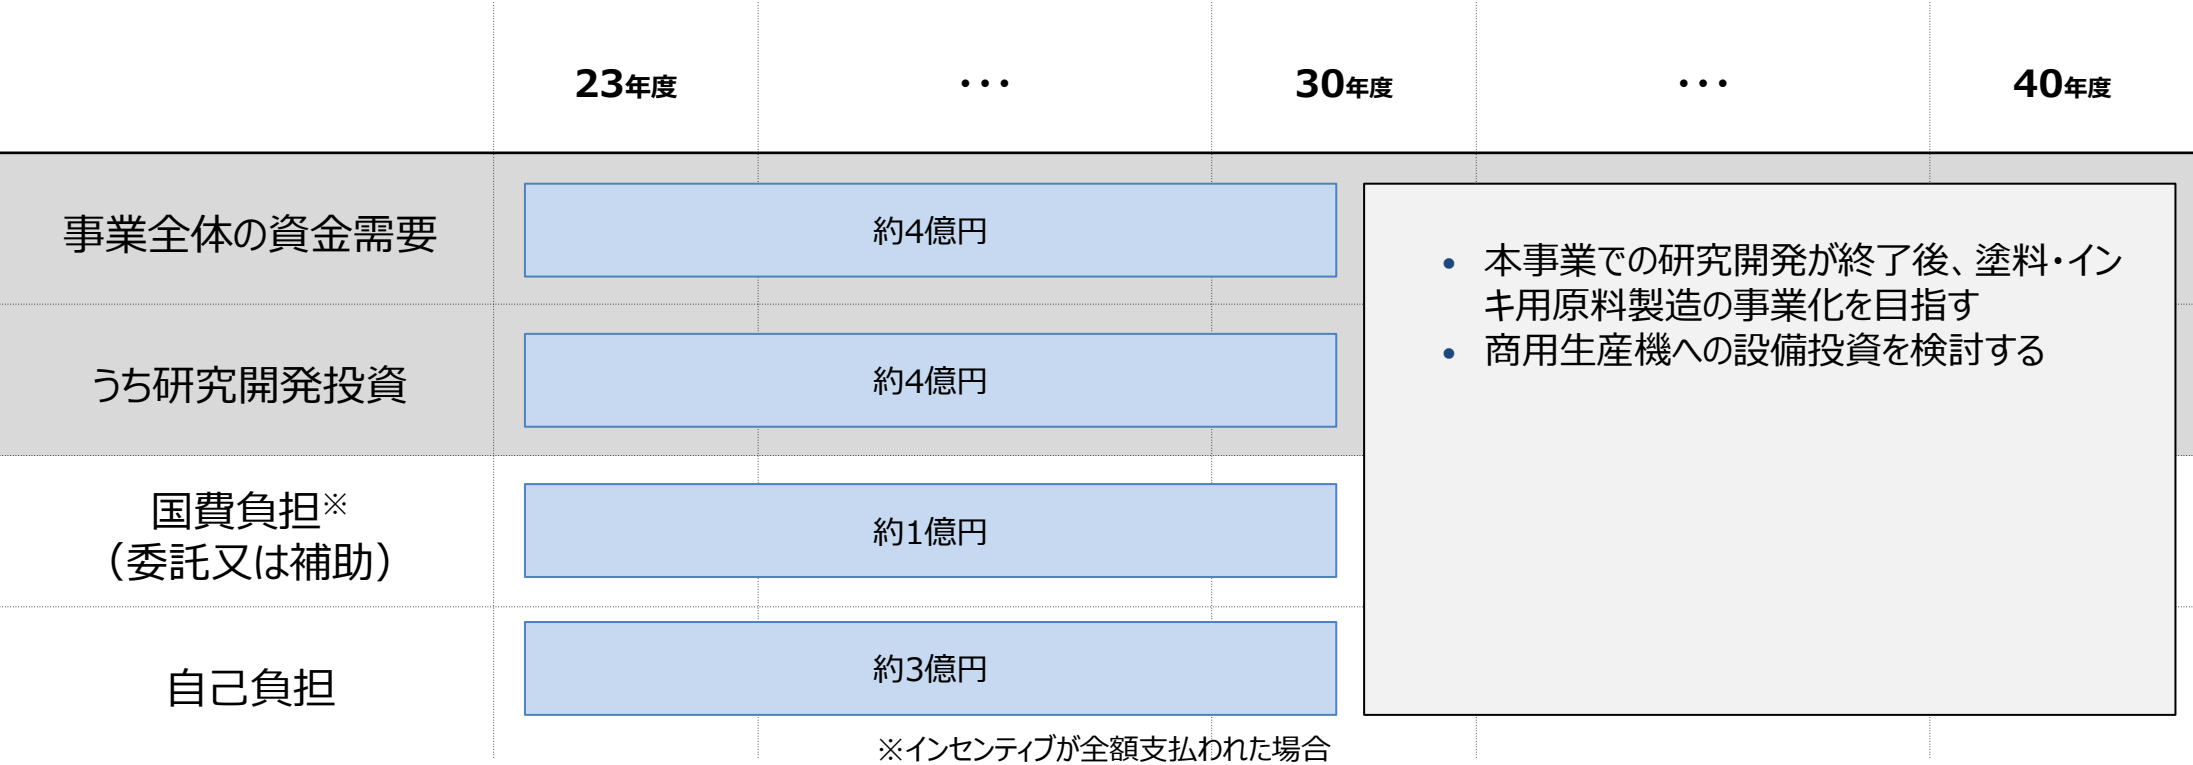 23年度 ・・・ 30年度 ・・・ 40年度
事業全体の資金需要
約4億円
うち研究開発投資
約4億円
国費負担※
（委託又は補助）
約1億円
自己負担
約3億円
• 本事業での研究開発が終了後、塗料・イン
キ用原料製造の事業化を目指す
• 商用生産機への設備投資を検討する
※インセンティブが全額支払われた場合